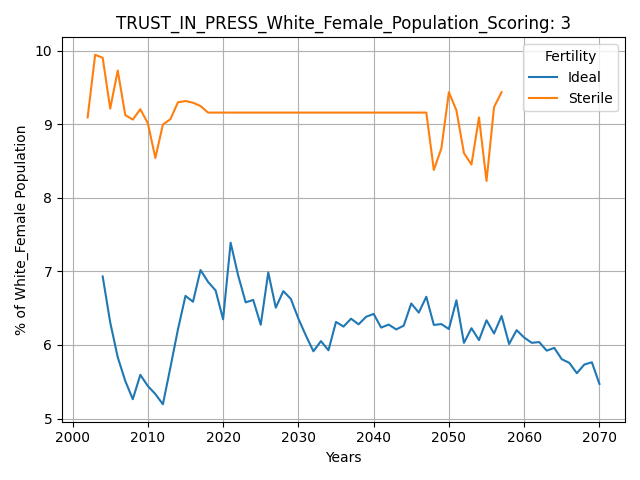 TRUST_IN_PRESS_White_Female_Population_Scoring: 3
Fertility
Ideal
Sterile
% of White_Female Population
10
9
8
7
6
5
2000 2010 2020 2030 2040 2050 2060 2070
Years